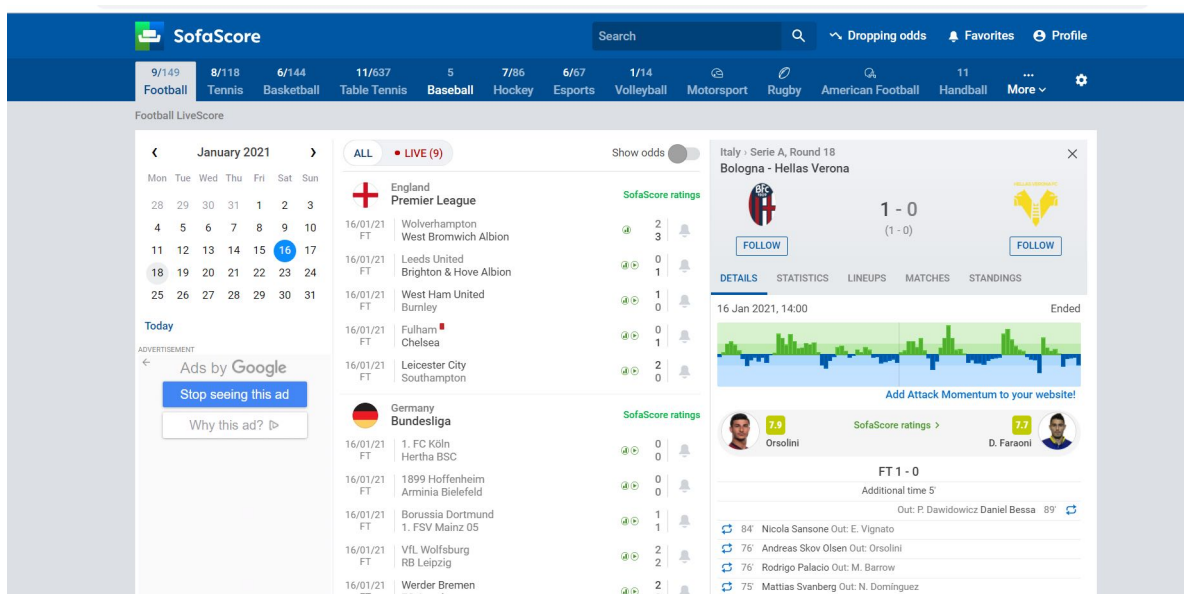 SofaScore
Search
Dropping odds
Favorites
Profile
9/149
Football
8/118
Tennis
6/144
Basketball
11/637
Table Tennis
5
Baseball
7/86
Hockey
6/67
Esports
1/14
Volleyball
Motorsport
Rugby
American Football
11
Handball
...
More
Football LiveScore
January 2021
Mon Tue Wed Thu Fri Sat Sun
28 29 30 31 1 2 3
4 5 6 7 8 9 10
11 12 13 14 15 16 17
18 19 20 21 22 23 24
25 26 27 28 29 30 31
Today
ADVERTISEMENT
Ads by Google
Stop seeing this ad
Why this ad?
ALL LIVE (9) Show odds
England
Premier League SofaScore ratings
16/01/21 Wolverhampton 2
FT West Bromwich Albion 3
16/01/21 Leeds United 0
FT Brighton & Hove Albion 1
16/01/21 West Ham United 1
FT Burnley 0
16/01/21 Fulham 0
FT Chelsea 1
16/01/21 Leicester City 2
FT Southampton 0
Germany
Bundesliga SofaScore ratings
16/01/21 1. FC Köln 0
FT Hertha BSC 0
16/01/21 1899 Hoffenheim 0
FT Arminia Bielefeld 0
16/01/21 Borussia Dortmund 1
FT 1. FSV Mainz 05 1
16/01/21 VfL Wolfsburg 2
FT RB Leipzig 2
16/01/21 Werder Bremen 2
Italy › Serie A, Round 18
Bologna - Hellas Verona
1 - 0
(1 - 0)
FOLLOW
FOLLOW
DETAILS STATISTICS LINEUPS MATCHES STANDINGS
16 Jan 2021, 14:00 Ended
Add Attack Momentum to your website!
7.9
Orsolini
SofaScore ratings >
7.7
D. Faraoni
FT 1 - 0
Additional time 5'
Out: P. Dawidowicz Daniel Bessa 89'
84' Nicola Sansone Out: E. Vignato
76' Andreas Skov Olsen Out: Orsolini
76' Rodrigo Palacio Out: M. Barrow
75' Mattias Svanberg Out: N. Domínguez